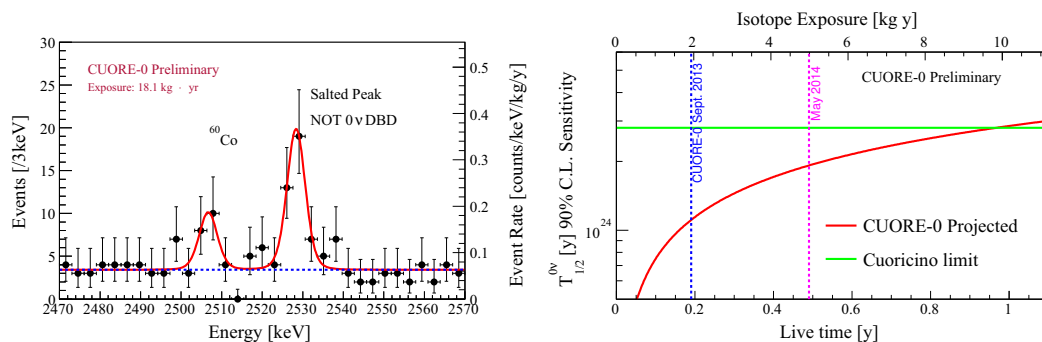 30
25
20
15
10
5
0
Events [/3keV]
CUORE-0 Preliminary
Exposure: 18.1 kg · yr
60Co
Salted Peak
NOT 0νDBD
0.5
0.4
0.3
0.2
0.1
0
Event Rate [counts/keV/kg/y]
2470 2480 2490 2500 2510 2520 2530 2540 2550 2560 2570
Energy [keV]
Isotope Exposure [kg y]
0 2 4 6 8 10
CUORE-0 Preliminary
CUORE-0 Sept. 2013
May 2014
T 0ν 1/2 [y] 90% C.L. Sensitivity
10 24
CUORE-0 Projected
Cuoricino limit
0 0.2 0.4 0.6 0.8 1
Live time [y]